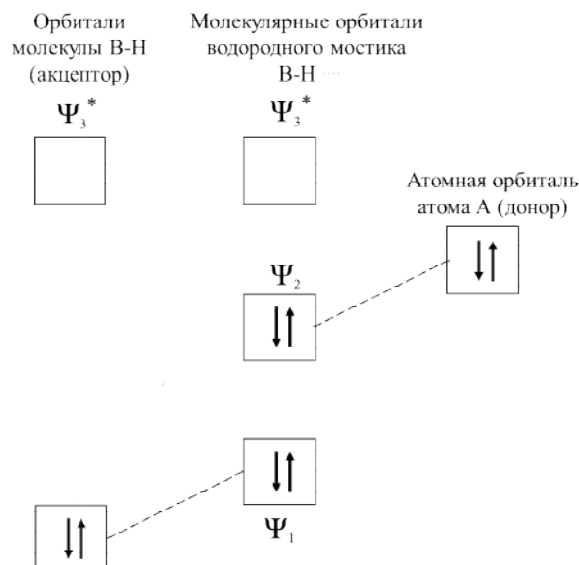 Орбитали
молекулы В-Н
(акцептор)
Ψ₃*
Молекулярные орбитали
водородного мостика
В-Н ....
Ψ₃*
Атомная орбиталь
атома А (донор)
Ψ₂
Ψ₁